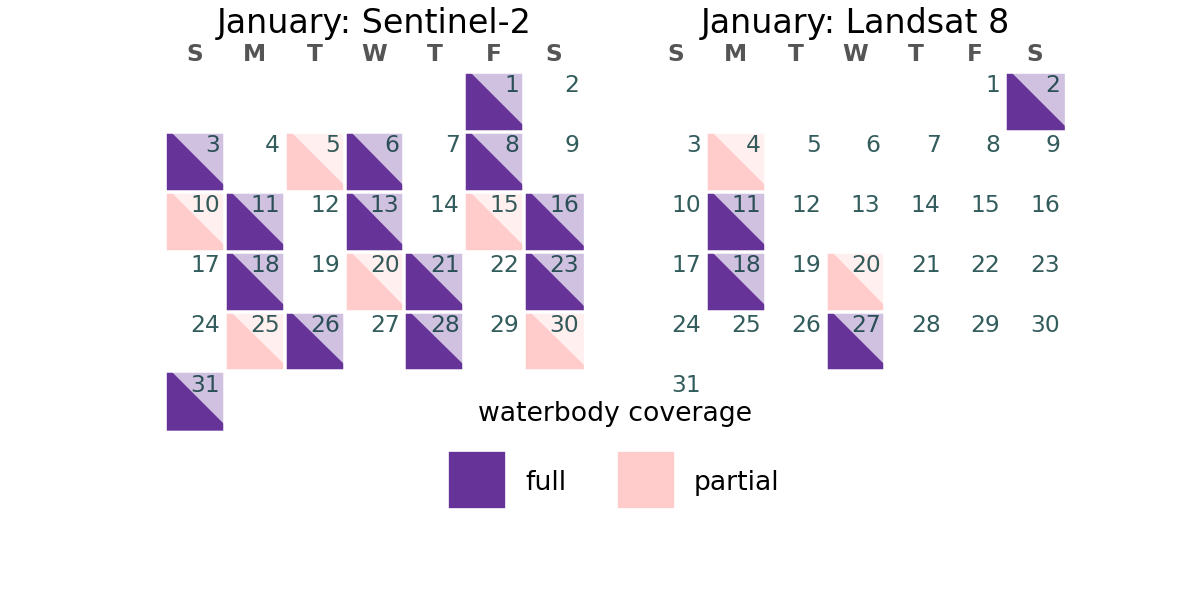 January: Sentinel-2
S M T W T F S
1 2
3 4 5 6 7 8 9
10 11 12 13 14 15 16
17 18 19 20 21 22 23
24 25 26 27 28 29 30
31
January: Landsat 8
S M T W T F S
1 2
3 4 5 6 7 8 9
10 11 12 13 14 15 16
17 18 19 20 21 22 23
24 25 26 27 28 29 30
31
waterbody coverage
full partial